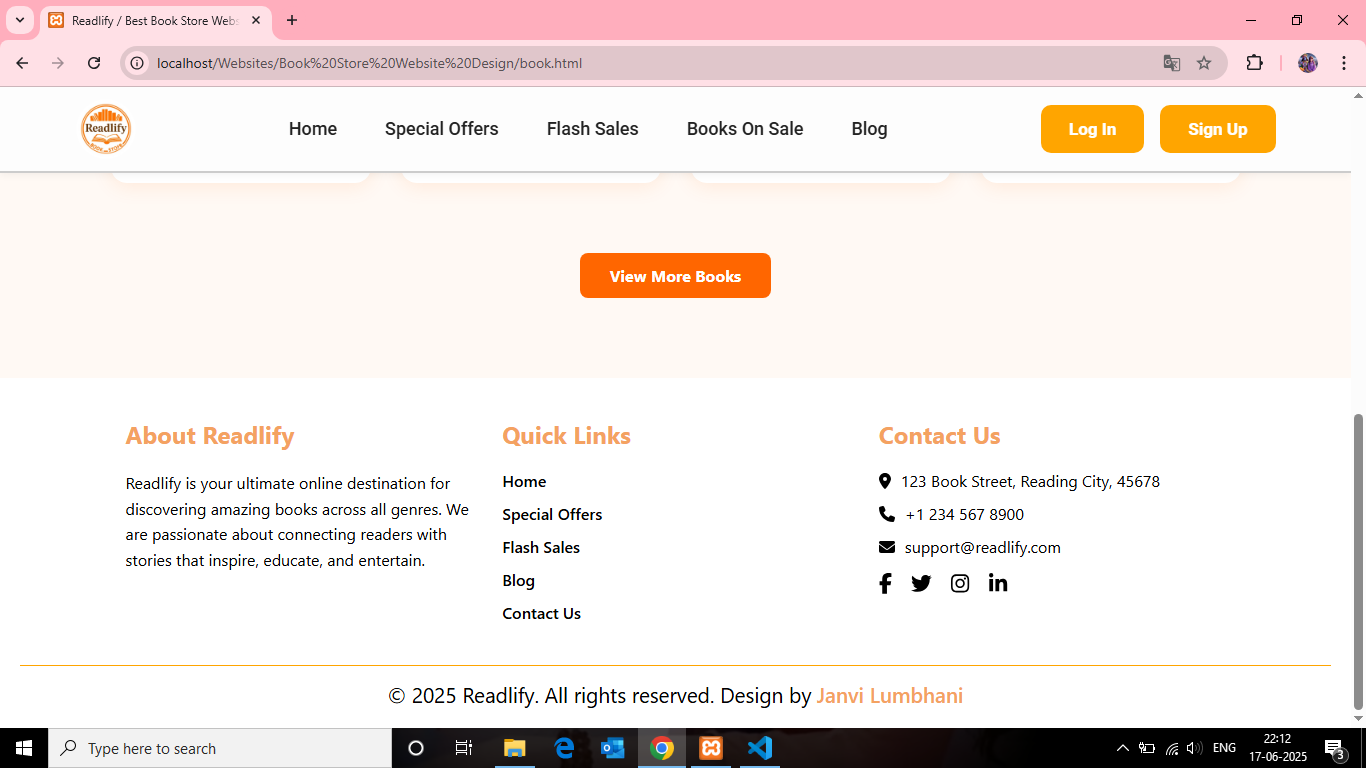 Readlify / Best Book Store Webs
localhost/Websites/Book%20Store%20Website%20Design/book.html
Readlify
BOOK STORE
Home
Special Offers
Flash Sales
Books On Sale
Blog
Log In
Sign Up
View More Books
About Readlify
Readlify is your ultimate online destination for
discovering amazing books across all genres. We
are passionate about connecting readers with
stories that inspire, educate, and entertain.
Quick Links
Home
Special Offers
Flash Sales
Blog
Contact Us
Contact Us
123 Book Street, Reading City, 45678
+1 234 567 8900
support@readlify.com
© 2025 Readlify. All rights reserved. Design by Janvi Lumbhani
Type here to search
ENG
22:12
17-06-2025
3